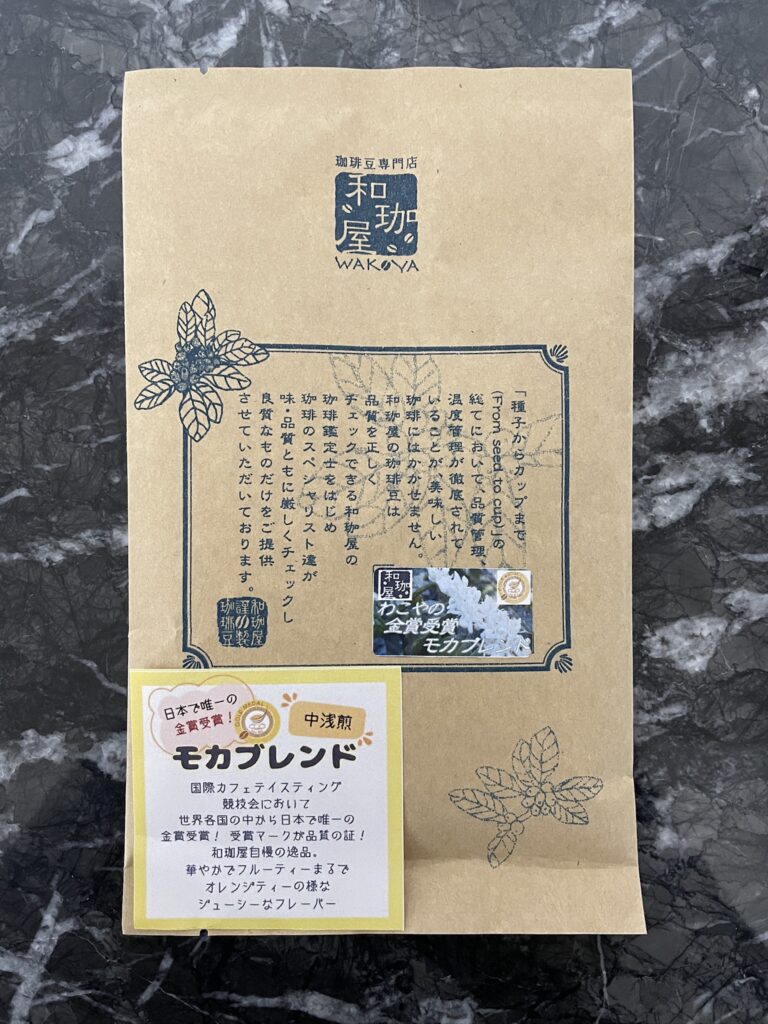 珈琲豆専門店
和珈屋
WAKOYA
「種子からカップまで
(From seed to cup)」の
総てにおいて、品質管理、
温度管理が徹底されて
いることが、美味しい
珈琲にはかかせません。
和珈屋の珈琲豆は
品質を正しく
チェックできる和珈屋の
珈琲鑑定士をはじめ
珈琲のスペシャリスト達が
味・品質ともに厳しくチェックし
良質なものだけをご提供
させていただいております。
和珈屋
謹製
珈琲豆
和珈屋
わこやの
金賞受賞
モカブレンド
日本で唯一の
金賞受賞!
中浅煎
モカブレンド
国際カフェテイスティング
競技会において
世界各国の中から日本で唯一の
金賞受賞! 受賞マークが品質の証!
和珈屋自慢の逸品。
華やかでフルーティーまるで
オレンジティーの様な
ジューシーなフレーバー